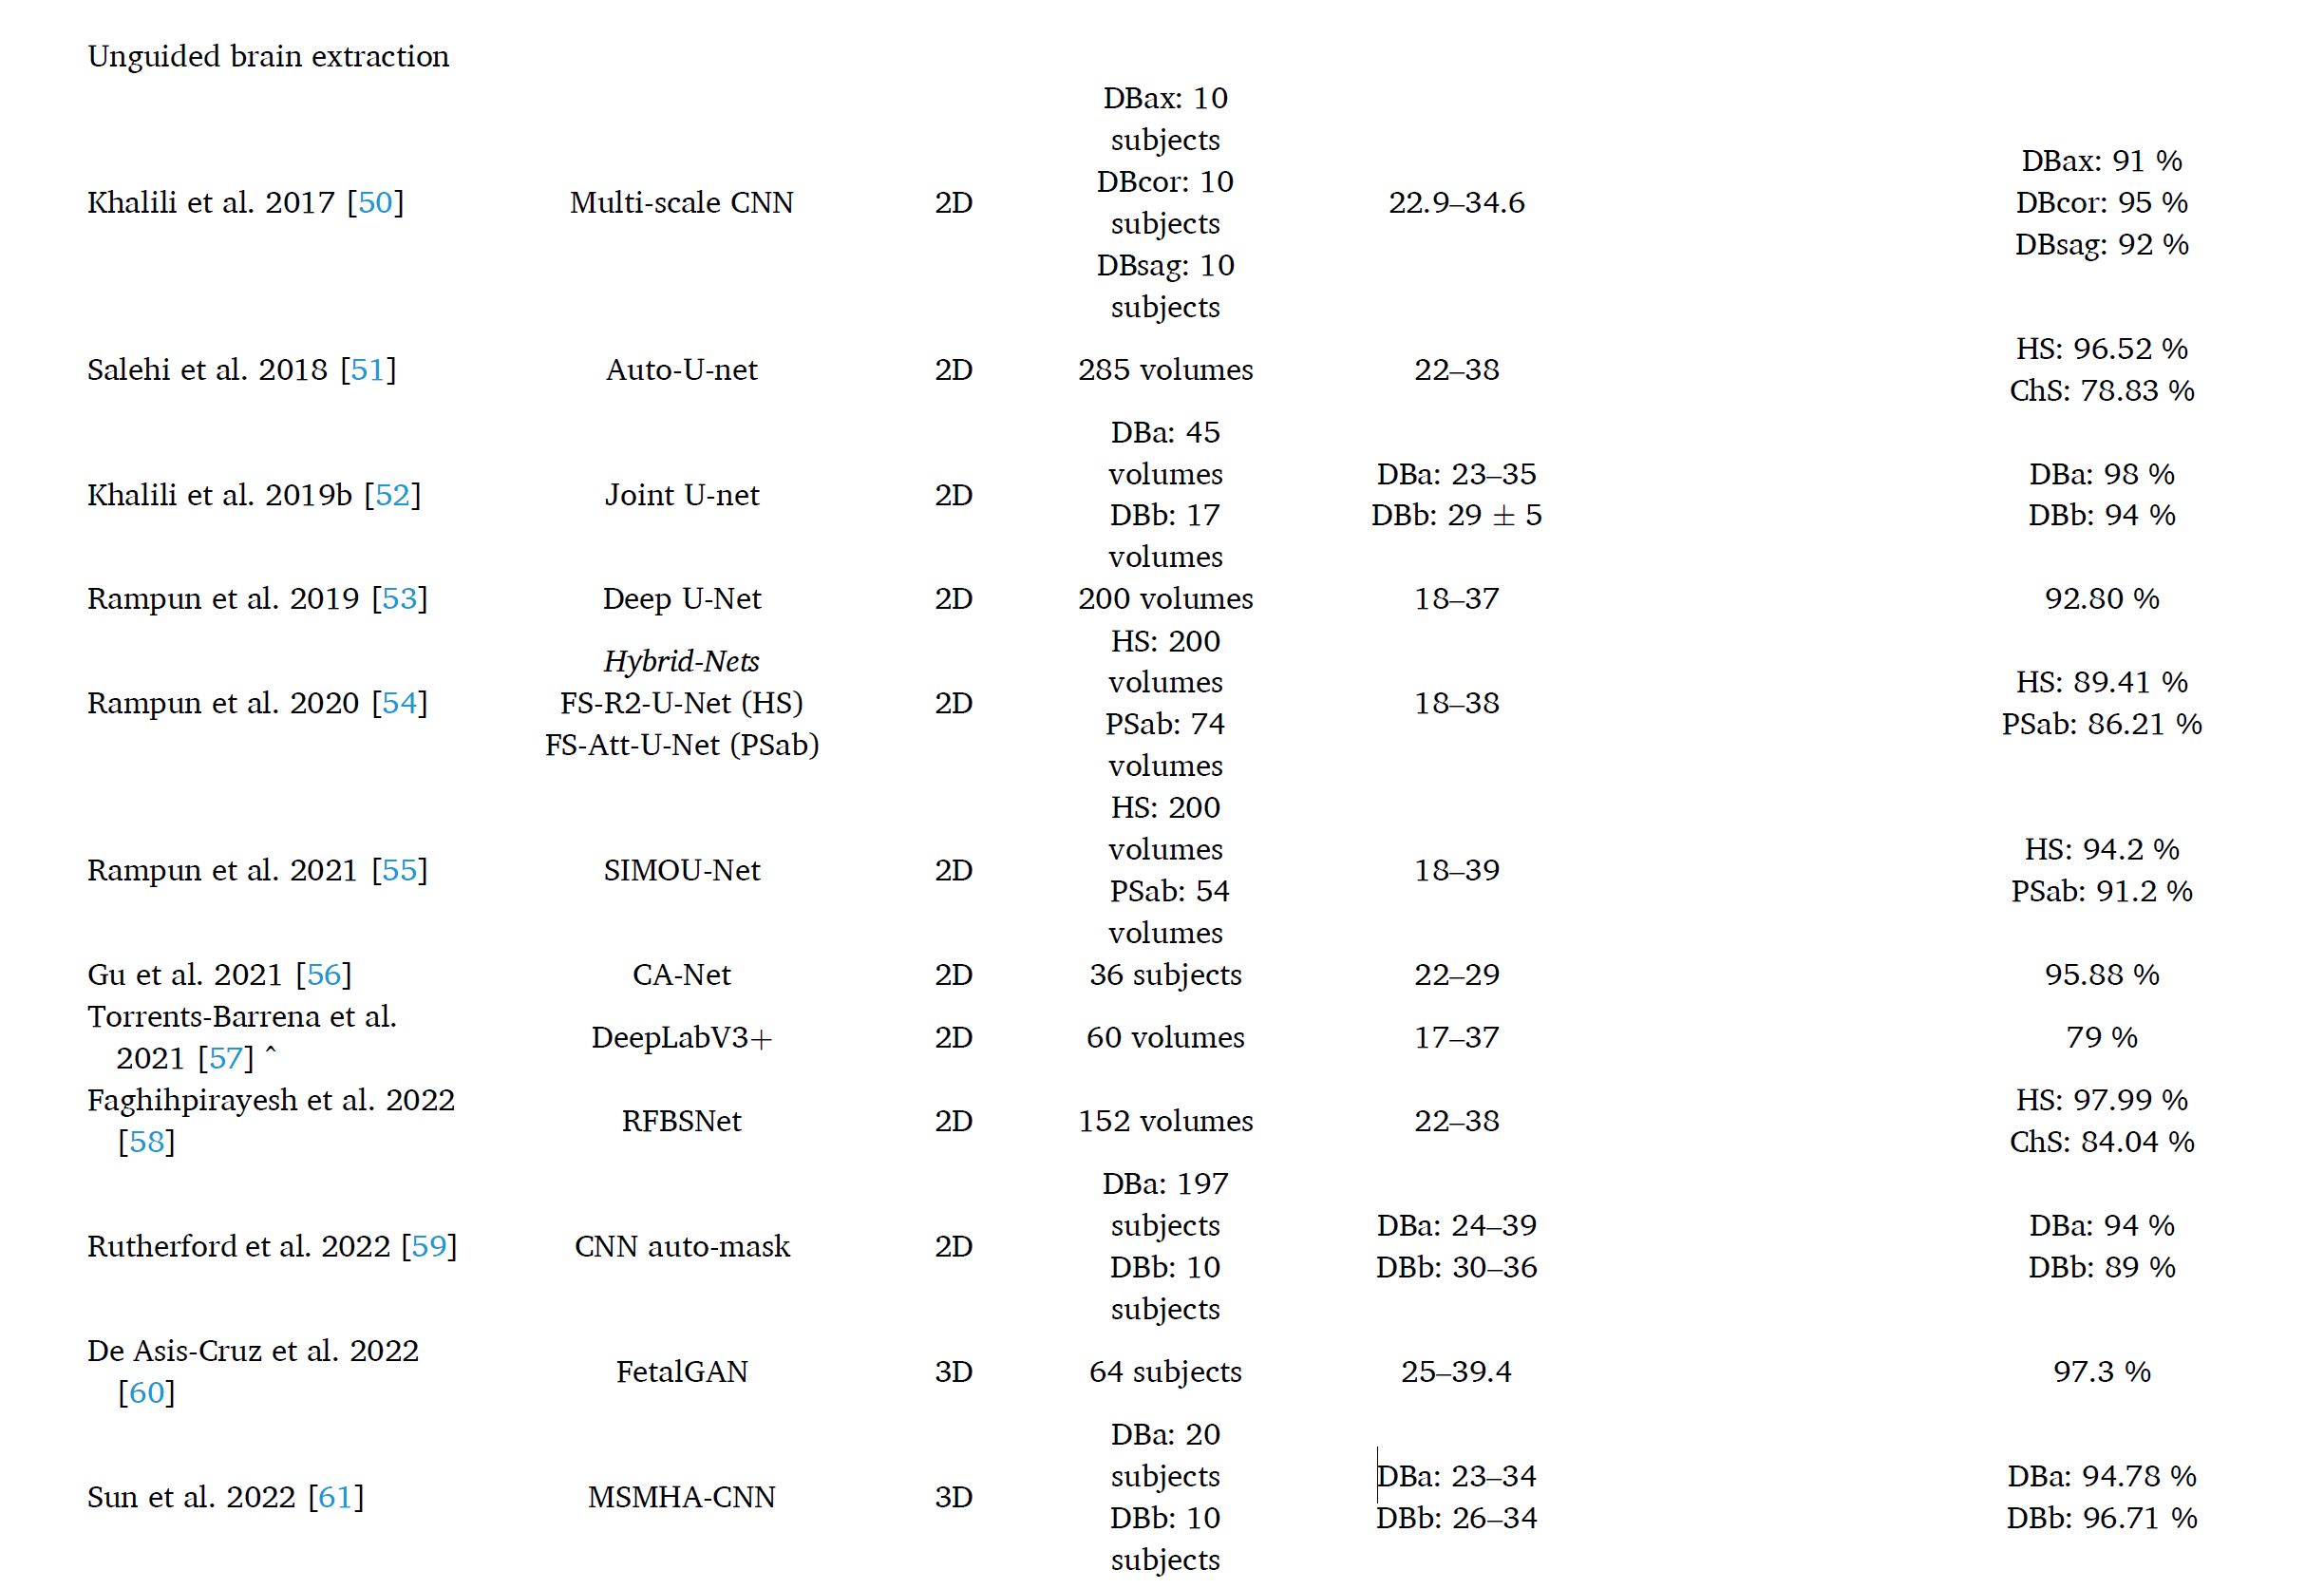 Unguided brain extraction
Khalili et al. 2017 [50] Multi-scale CNN 2D DBax: 10 subjects DBcor: 10 subjects DBsag: 10 subjects 22.9–34.6 DBax: 91 % DBcor: 95 % DBsag: 92 %
Salehi et al. 2018 [51] Auto-U-net 2D 285 volumes 22–38 HS: 96.52 % ChS: 78.83 %
Khalili et al. 2019b [52] Joint U-net 2D DBa: 45 volumes DBb: 17 volumes DBa: 23–35 DBb: 29 ± 5 DBa: 98 % DBb: 94 %
Rampun et al. 2019 [53] Deep U-Net 2D 200 volumes 18–37 92.80 %
Rampun et al. 2020 [54] Hybrid-Nets FS-R2-U-Net (HS) FS-Att-U-Net (PSab) 2D HS: 200 volumes PSab: 74 volumes 18–38 HS: 89.41 % PSab: 86.21 %
Rampun et al. 2021 [55] SIMOU-Net 2D HS: 200 volumes PSab: 54 volumes 18–39 HS: 94.2 % PSab: 91.2 %
Gu et al. 2021 [56] CA-Net 2D 36 subjects 22–29 95.88 %
Torrents-Barrena et al. 2021 [57] ˆ DeepLabV3+ 2D 60 volumes 17–37 79 %
Faghihpirayesh et al. 2022 [58] RFBSNet 2D 152 volumes 22–38 HS: 97.99 % ChS: 84.04 %
Rutherford et al. 2022 [59] CNN auto-mask 2D DBa: 197 subjects DBb: 10 subjects DBa: 24–39 DBb: 30–36 DBa: 94 % DBb: 89 %
De Asis-Cruz et al. 2022 [60] FetalGAN 3D 64 subjects 25–39.4 97.3 %
Sun et al. 2022 [61] MSMHA-CNN 3D DBa: 20 subjects DBb: 10 subjects DBa: 23–34 DBb: 26–34 DBa: 94.78 % DBb: 96.71 %